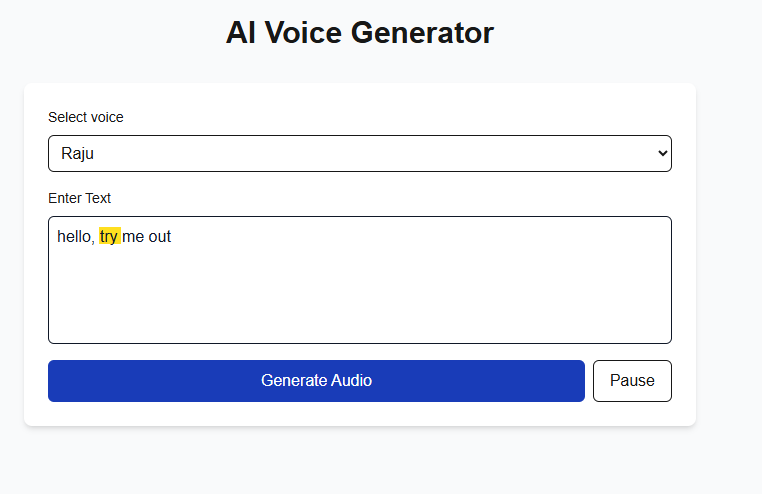 AI Voice Generator
Select voice
Raju
Enter Text
hello, try me out
Generate Audio
Pause